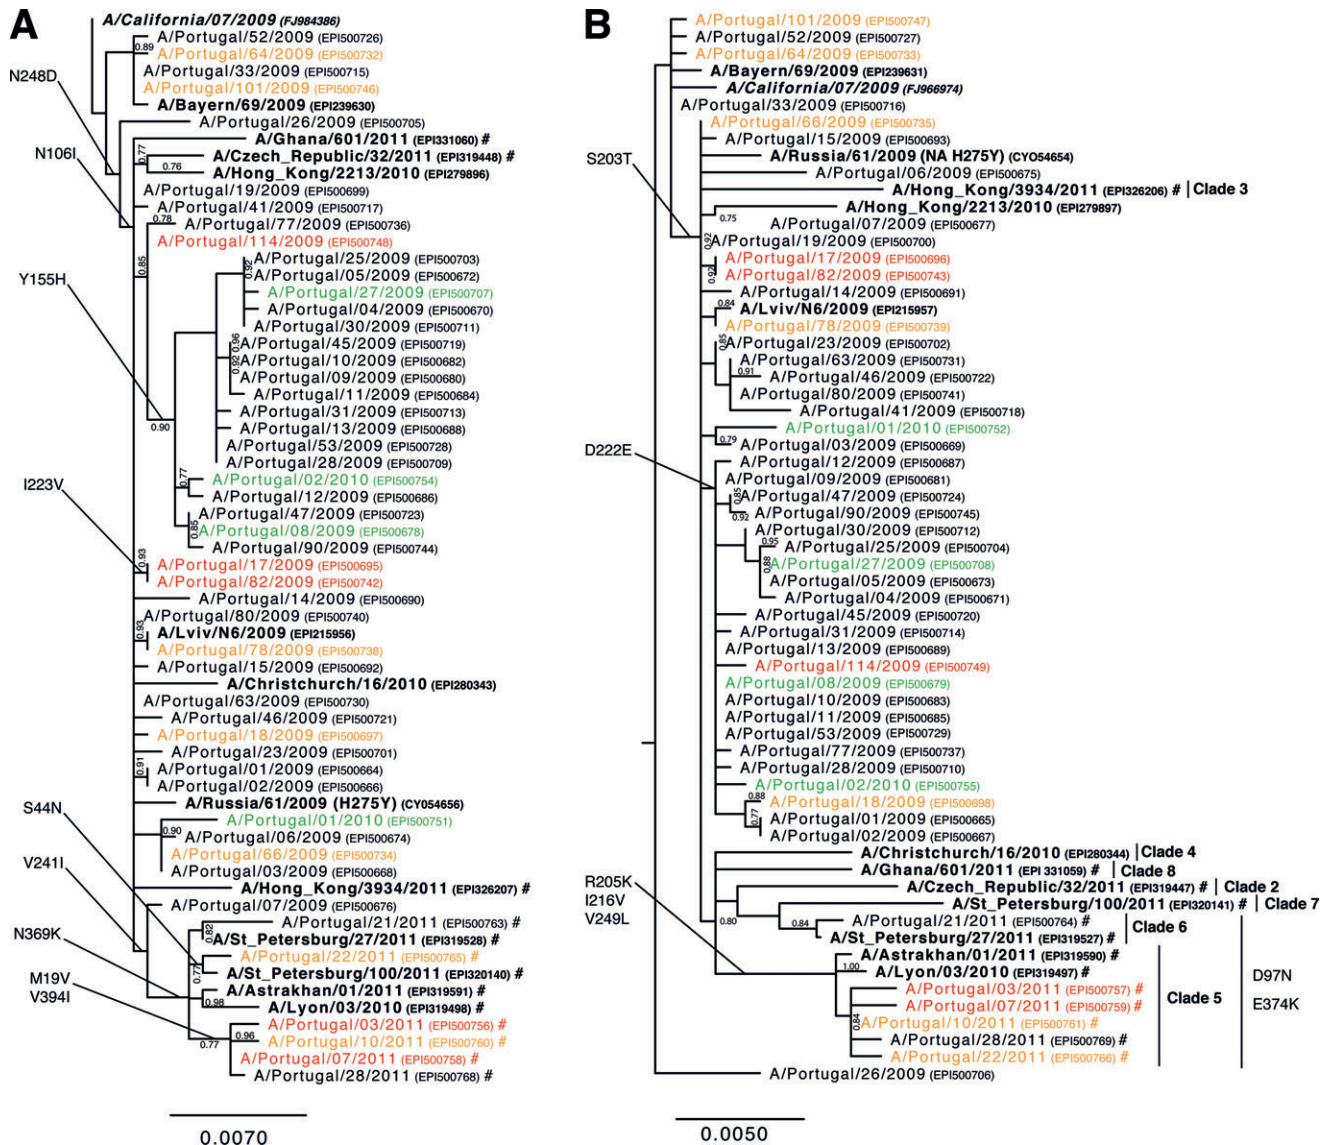 A
A/California/07/2009 (FJ984386)
A/Portugal/52/2009 (EPI500726)
0.89
A/Portugal/64/2009 (EPI500732)
N248D
A/Portugal/33/2009 (EPI500715)
A/Portugal/101/2009 (EPI500746)
A/Bayern/69/2009 (EPI239630)
A/Portugal/26/2009 (EPI500705)
A/Ghana/601/2011 (EPI331060) #
N106I
0.77
A/Czech_Republic/32/2011 (EPI319448) #
0.76
A/Hong_Kong/2213/2010 (EPI279896)
A/Portugal/19/2009 (EPI500699)
A/Portugal/41/2009 (EPI500717)
0.78
A/Portugal/77/2009 (EPI500736)
A/Portugal/114/2009 (EPI500748)
0.85
A/Portugal/25/2009 (EPI500703)
0.92
A/Portugal/05/2009 (EPI500672)
Y155H
A/Portugal/27/2009 (EPI500707)
A/Portugal/04/2009 (EPI500670)
A/Portugal/30/2009 (EPI500711)
0.96
A/Portugal/45/2009 (EPI500719)
0.92
A/Portugal/10/2009 (EPI500682)
A/Portugal/09/2009 (EPI500680)
A/Portugal/11/2009 (EPI500684)
A/Portugal/31/2009 (EPI500713)
0.90
A/Portugal/13/2009 (EPI500688)
A/Portugal/53/2009 (EPI500728)
A/Portugal/28/2009 (EPI500709)
0.77
A/Portugal/02/2010 (EPI500754)
I223V
A/Portugal/12/2009 (EPI500686)
A/Portugal/47/2009 (EPI500723)
0.85
A/Portugal/08/2009 (EPI500678)
A/Portugal/90/2009 (EPI500744)
0.93
A/Portugal/17/2009 (EPI500695)
A/Portugal/82/2009 (EPI500742)
A/Portugal/14/2009 (EPI500690)
A/Portugal/80/2009 (EPI500740)
0.93
A/Lviv/N6/2009 (EPI215956)
A/Portugal/78/2009 (EPI500738)
A/Portugal/15/2009 (EPI500692)
A/Christchurch/16/2010 (EPI280343)
A/Portugal/63/2009 (EPI500730)
A/Portugal/46/2009 (EPI500721)
A/Portugal/18/2009 (EPI500697)
A/Portugal/23/2009 (EPI500701)
0.91
A/Portugal/01/2009 (EPI500664)
A/Portugal/02/2009 (EPI500666)
A/Russia/61/2009 (H275Y) (CY054656)
S44N
A/Portugal/01/2010 (EPI500751)
0.90
A/Portugal/06/2009 (EPI500674)
A/Portugal/66/2009 (EPI500734)
V241I
A/Portugal/03/2009 (EPI500668)
A/Hong_Kong/3934/2011 (EPI326207) #
A/Portugal/07/2009 (EPI500676)
0.82
A/Portugal/21/2011 (EPI500763) #
N369K
A/St_Petersburg/27/2011 (EPI319528) #
A/Portugal/22/2011 (EPI500765) #
0.77
A/St_Petersburg/100/2011 (EPI320140) #
M19V
V394I
A/Astrakhan/01/2011 (EPI319591) #
0.98
A/Lyon/03/2010 (EPI319498) #
A/Portugal/03/2011 (EPI500756) #
0.96
0.77
A/Portugal/10/2011 (EPI500760) #
A/Portugal/07/2011 (EPI500758) #
A/Portugal/28/2011 (EPI500768) #
0.0070
B
A/Portugal/101/2009 (EPI500747)
A/Portugal/52/2009 (EPI500727)
A/Portugal/64/2009 (EPI500733)
A/Bayern/69/2009 (EPI239631)
A/California/07/2009 (FJ966974)
A/Portugal/33/2009 (EPI500716)
A/Portugal/66/2009 (EPI500735)
A/Portugal/15/2009 (EPI500693)
S203T
A/Russia/61/2009 (NA H275Y) (CYO54654)
A/Portugal/06/2009 (EPI500675)
A/Hong_Kong/3934/2011 (EPI326206) # | Clade 3
A/Hong_Kong/2213/2010 (EPI279897)
0.75
A/Portugal/07/2009 (EPI500677)
0.92
A/Portugal/19/2009 (EPI500700)
A/Portugal/17/2009 (EPI500696)
0.92
A/Portugal/82/2009 (EPI500743)
A/Portugal/14/2009 (EPI500691)
0.84
A/Lviv/N6/2009 (EPI215957)
A/Portugal/78/2009 (EPI500739)
0.85
A/Portugal/23/2009 (EPI500702)
A/Portugal/63/2009 (EPI500731)
0.91
A/Portugal/46/2009 (EPI500722)
A/Portugal/80/2009 (EPI500741)
A/Portugal/41/2009 (EPI500718)
A/Portugal/01/2010 (EPI500752)
0.79
A/Portugal/03/2009 (EPI500669)
D222E
A/Portugal/12/2009 (EPI500687)
A/Portugal/09/2009 (EPI500681)
0.85
A/Portugal/47/2009 (EPI500724)
0.92
A/Portugal/90/2009 (EPI500745)
A/Portugal/30/2009 (EPI500712)
0.95
A/Portugal/25/2009 (EPI500704)
0.88
A/Portugal/27/2009 (EPI500708)
A/Portugal/05/2009 (EPI500673)
A/Portugal/04/2009 (EPI500671)
A/Portugal/45/2009 (EPI500720)
A/Portugal/31/2009 (EPI500714)
A/Portugal/13/2009 (EPI500689)
A/Portugal/114/2009 (EPI500749)
A/Portugal/08/2009 (EPI500679)
A/Portugal/10/2009 (EPI500683)
A/Portugal/11/2009 (EPI500685)
A/Portugal/53/2009 (EPI500729)
A/Portugal/77/2009 (EPI500737)
A/Portugal/28/2009 (EPI500710)
A/Portugal/02/2010 (EPI500755)
0.88
A/Portugal/18/2009 (EPI500698)
0.77
A/Portugal/01/2009 (EPI500665)
A/Portugal/02/2009 (EPI500667)
A/Christchurch/16/2010 (EPI280344) | Clade 4
A/Ghana/601/2011 (EPI 331059) # | Clade 8
R205K
I216V
V249L
A/Czech_Republic/32/2011 (EPI319447) # | Clade 2
A/St_Petersburg/100/2011 (EPI320141) # | Clade 7
0.80
0.84
A/Portugal/21/2011 (EPI500764) #
A/St_Petersburg/27/2011 (EPI319527) #
Clade 6
A/Astrakhan/01/2011 (EPI319590) #
1.00
A/Lyon/03/2010 (EPI319497) #
A/Portugal/03/2011 (EPI500757) #
A/Portugal/07/2011 (EPI500759) #
0.84
A/Portugal/10/2011 (EPI500761) #
A/Portugal/28/2011 (EPI500769) #
A/Portugal/22/2011 (EPI500766) #
Clade 5
D97N
E374K
A/Portugal/26/2009 (EPI500706)
0.0050